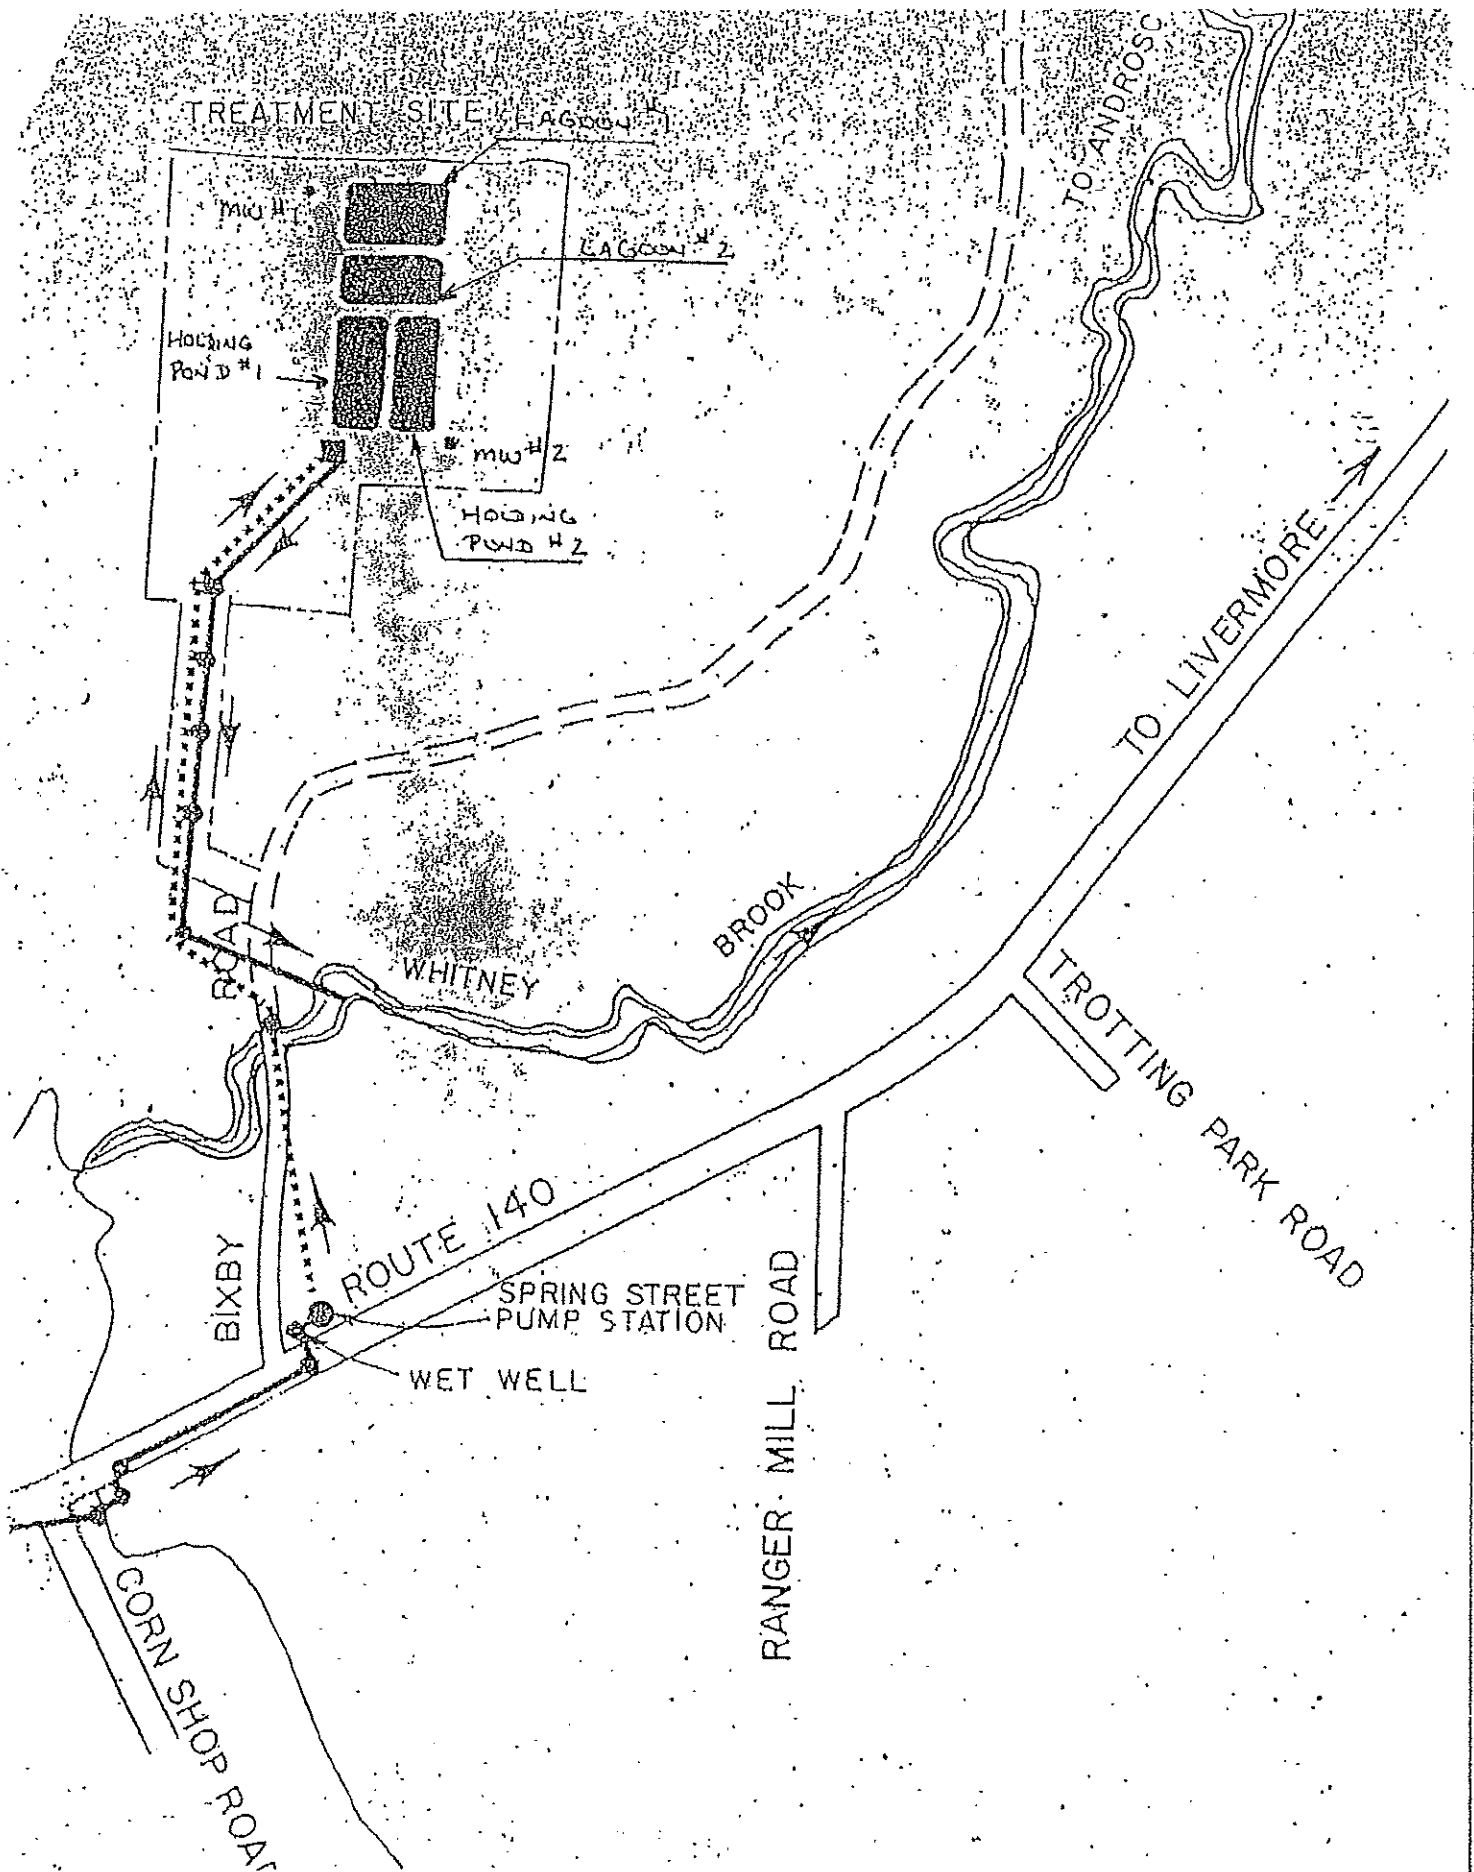 TREATMENT SITE
LAGOON #1
MW #1
LAGOON #2
HOLDING
POND #1
MW #2
HOLDING
POND #2
TO ANDROSC
TO LIVERMORE
BROOK
WHITNEY
ROAD
TROTTING PARK ROAD
ROUTE 140
BIXBY
SPRING STREET
PUMP STATION
WET WELL
RANGER MILL ROAD
CORN SHOP ROA